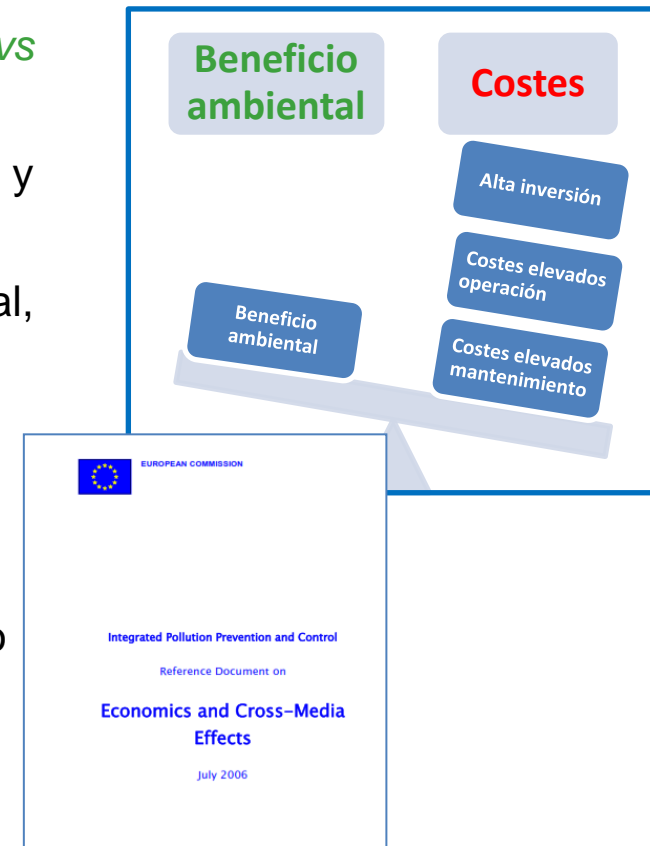 vs
y
al,
o
Beneficio
ambiental
Costes
Alta inversión
Costes elevados
operación
Beneficio
ambiental
Costes elevados
mantenimiento
EUROPEAN COMMISSION
Integrated Pollution Prevention and Control
Reference Document on
Economics and Cross-Media
Effects
July 2006